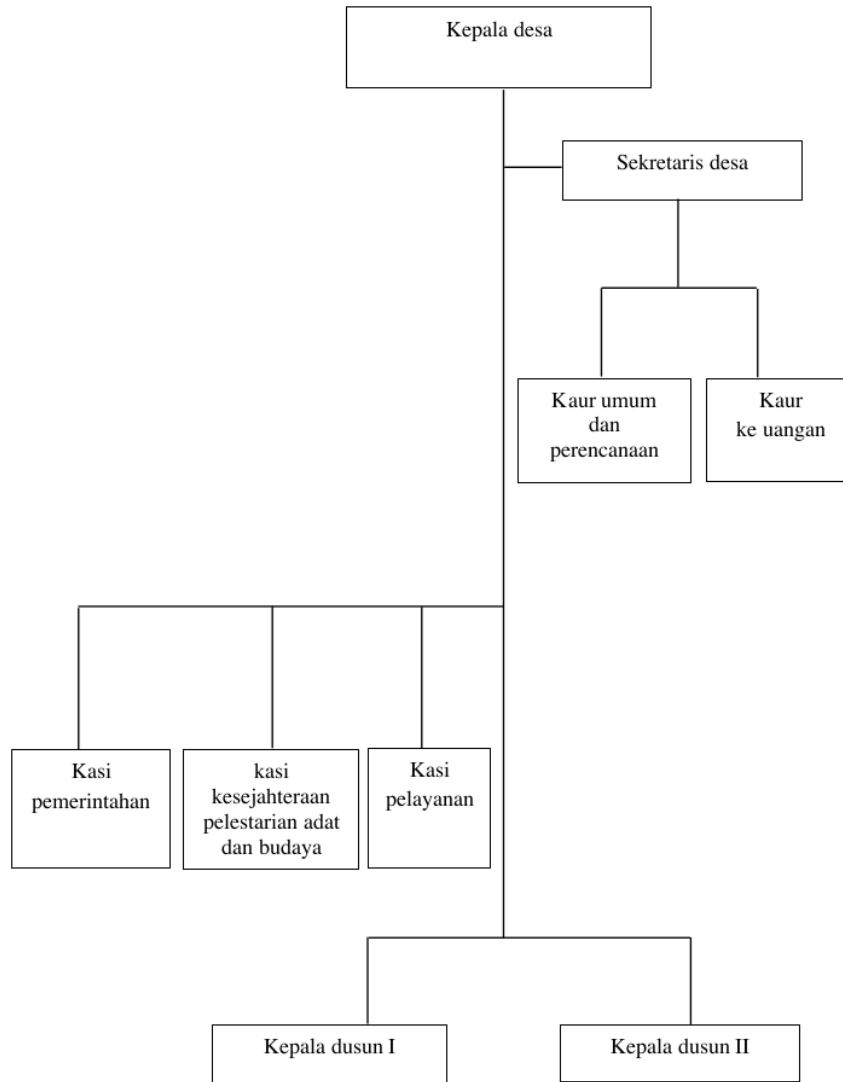 Kepala desa
Sekretaris desa
Kaur umum
dan
perencanaan
Kaur
ke uangan
Kasi
pemerintahan
kasi
kesejahteraan
pelestarian adat
dan budaya
Kasi
pelayanan
Kepala dusun I
Kepala dusun II